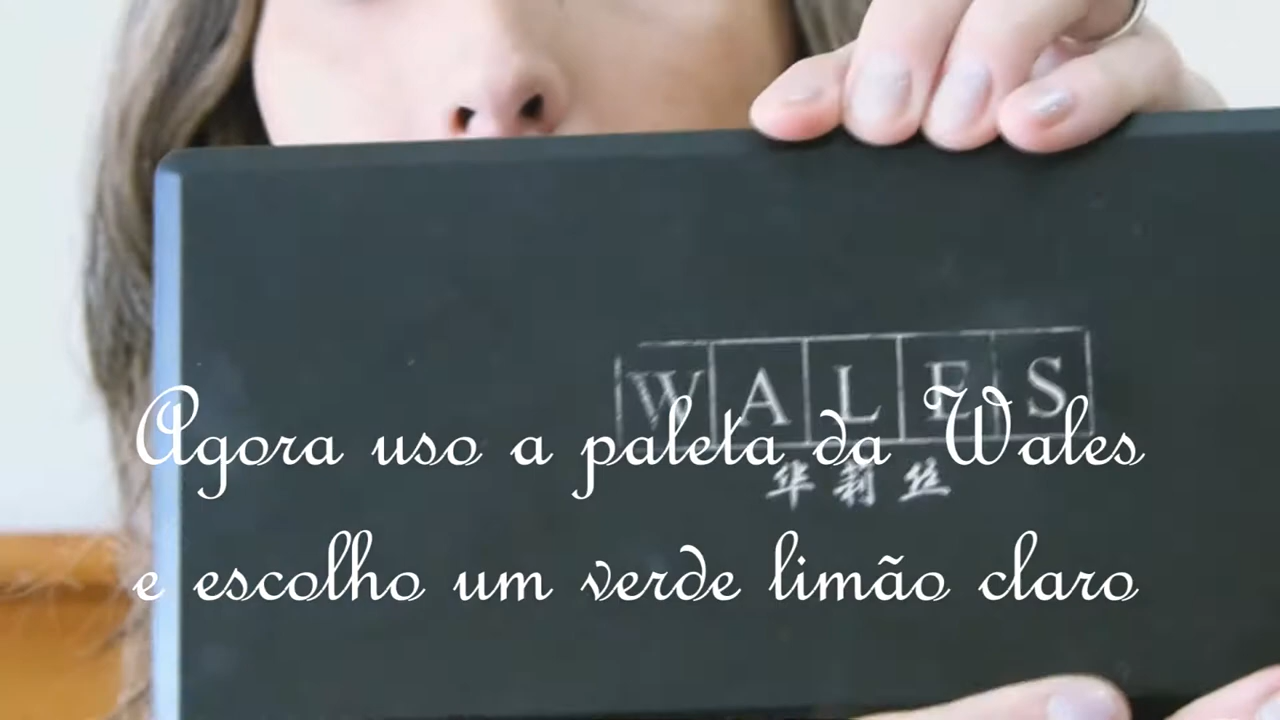 WALES
Agora uso a paleta da Wales
华莉丝
e escolho um verde limão claro